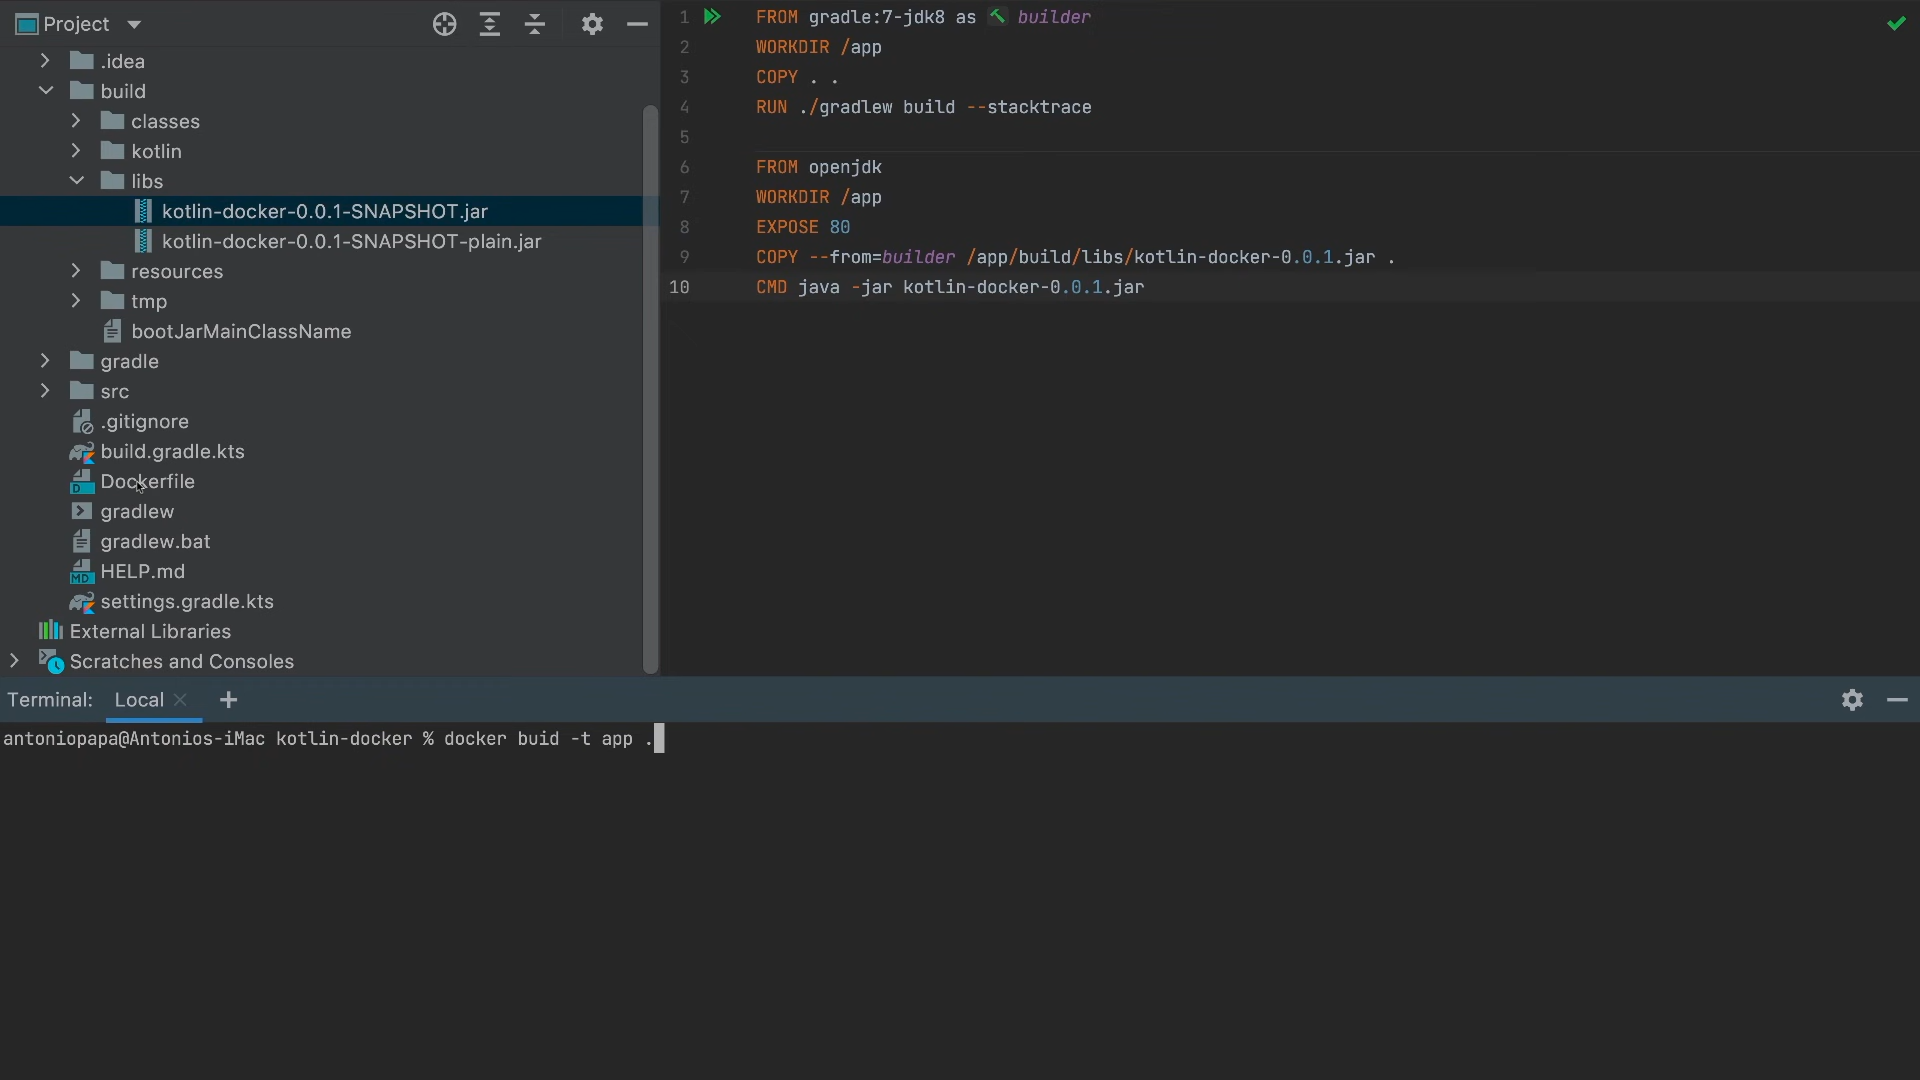 Project
.idea
build
classes
kotlin
libs
kotlin-docker-0.0.1-SNAPSHOT.jar
kotlin-docker-0.0.1-SNAPSHOT-plain.jar
resources
tmp
bootJarMainClassName
gradle
src
.gitignore
build.gradle.kts
Dockerfile
gradlew
gradlew.bat
HELP.md
settings.gradle.kts
External Libraries
Scratches and Consoles
1 FROM gradle:7-jdk8 as builder
2 WORKDIR /app
3 COPY . .
4 RUN ./gradlew build --stacktrace
5
6 FROM openjdk
7 WORKDIR /app
8 EXPOSE 80
9 COPY --from=builder /app/build/libs/kotlin-docker-0.0.1.jar .
10 CMD java -jar kotlin-docker-0.0.1.jar
Terminal: Local
antoniopapa@Antonios-iMac kotlin-docker % docker buid -t app .